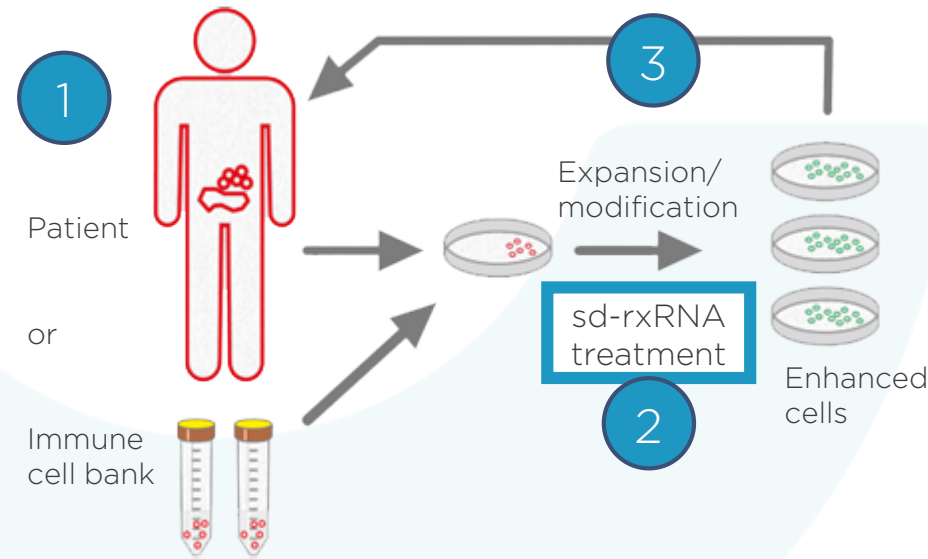 1
3
Patient
or
Immune
cell bank
Expansion/
modification
sd-rxRNA
treatment
2
Enhanced
cells